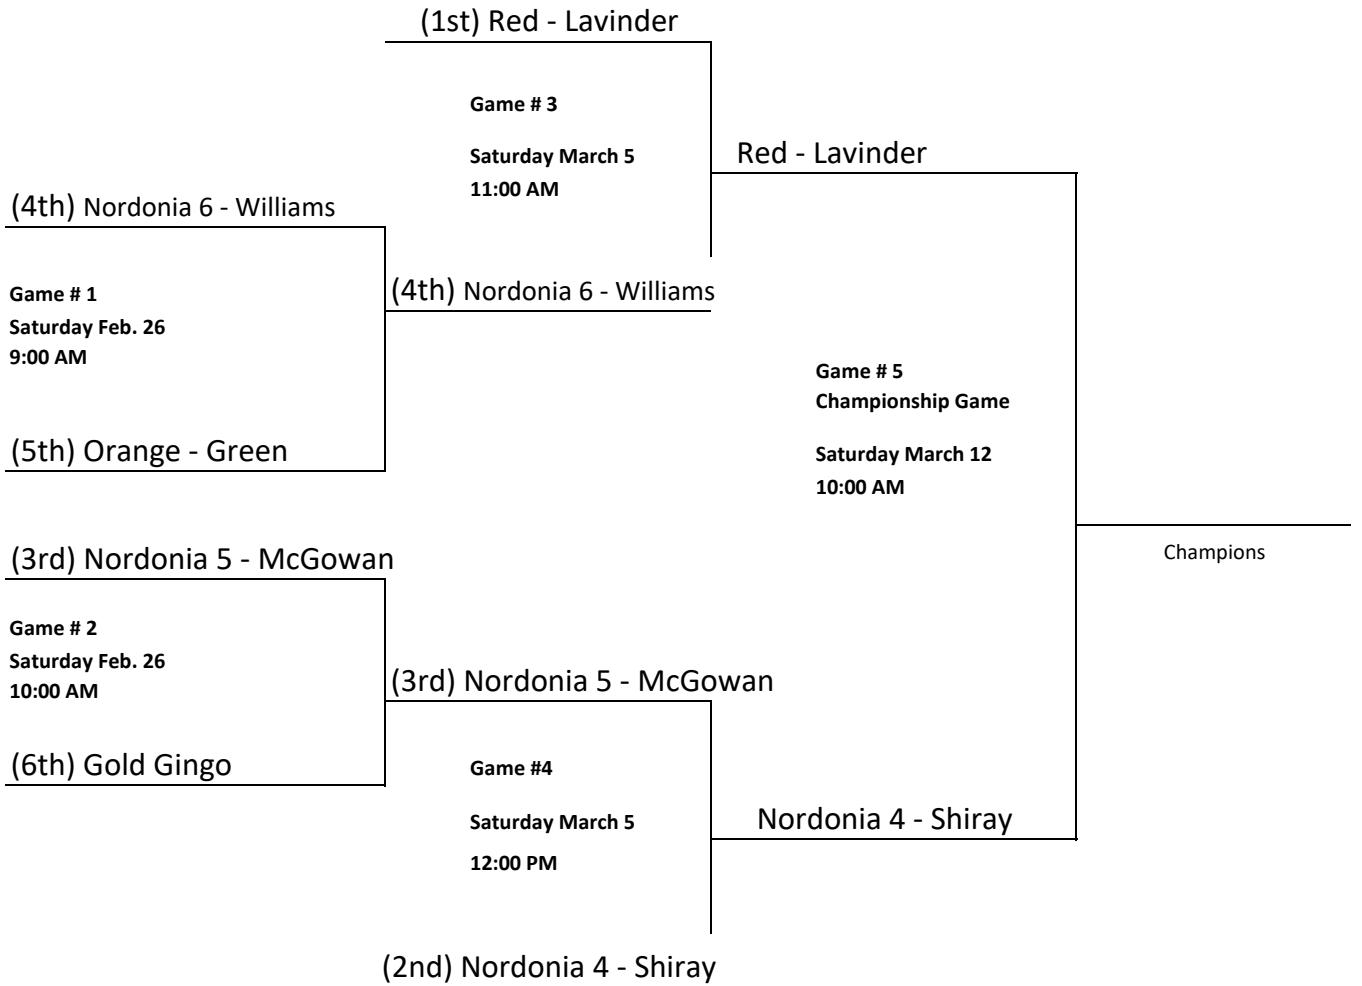 (1st) Red - Lavinder
Game # 3
Saturday March 5
11:00 AM
Red - Lavinder
(4th) Nordonia 6 - Williams
Game # 1
Saturday Feb. 26
9:00 AM
(4th) Nordonia 6 - Williams
Game # 5
Championship Game
Saturday March 12
10:00 AM
(5th) Orange - Green
Champions
(3rd) Nordonia 5 - McGowan
Game # 2
Saturday Feb. 26
10:00 AM
(3rd) Nordonia 5 - McGowan
(6th) Gold Gingo
Game #4
Saturday March 5
12:00 PM
Nordonia 4 - Shiray
(2nd) Nordonia 4 - Shiray